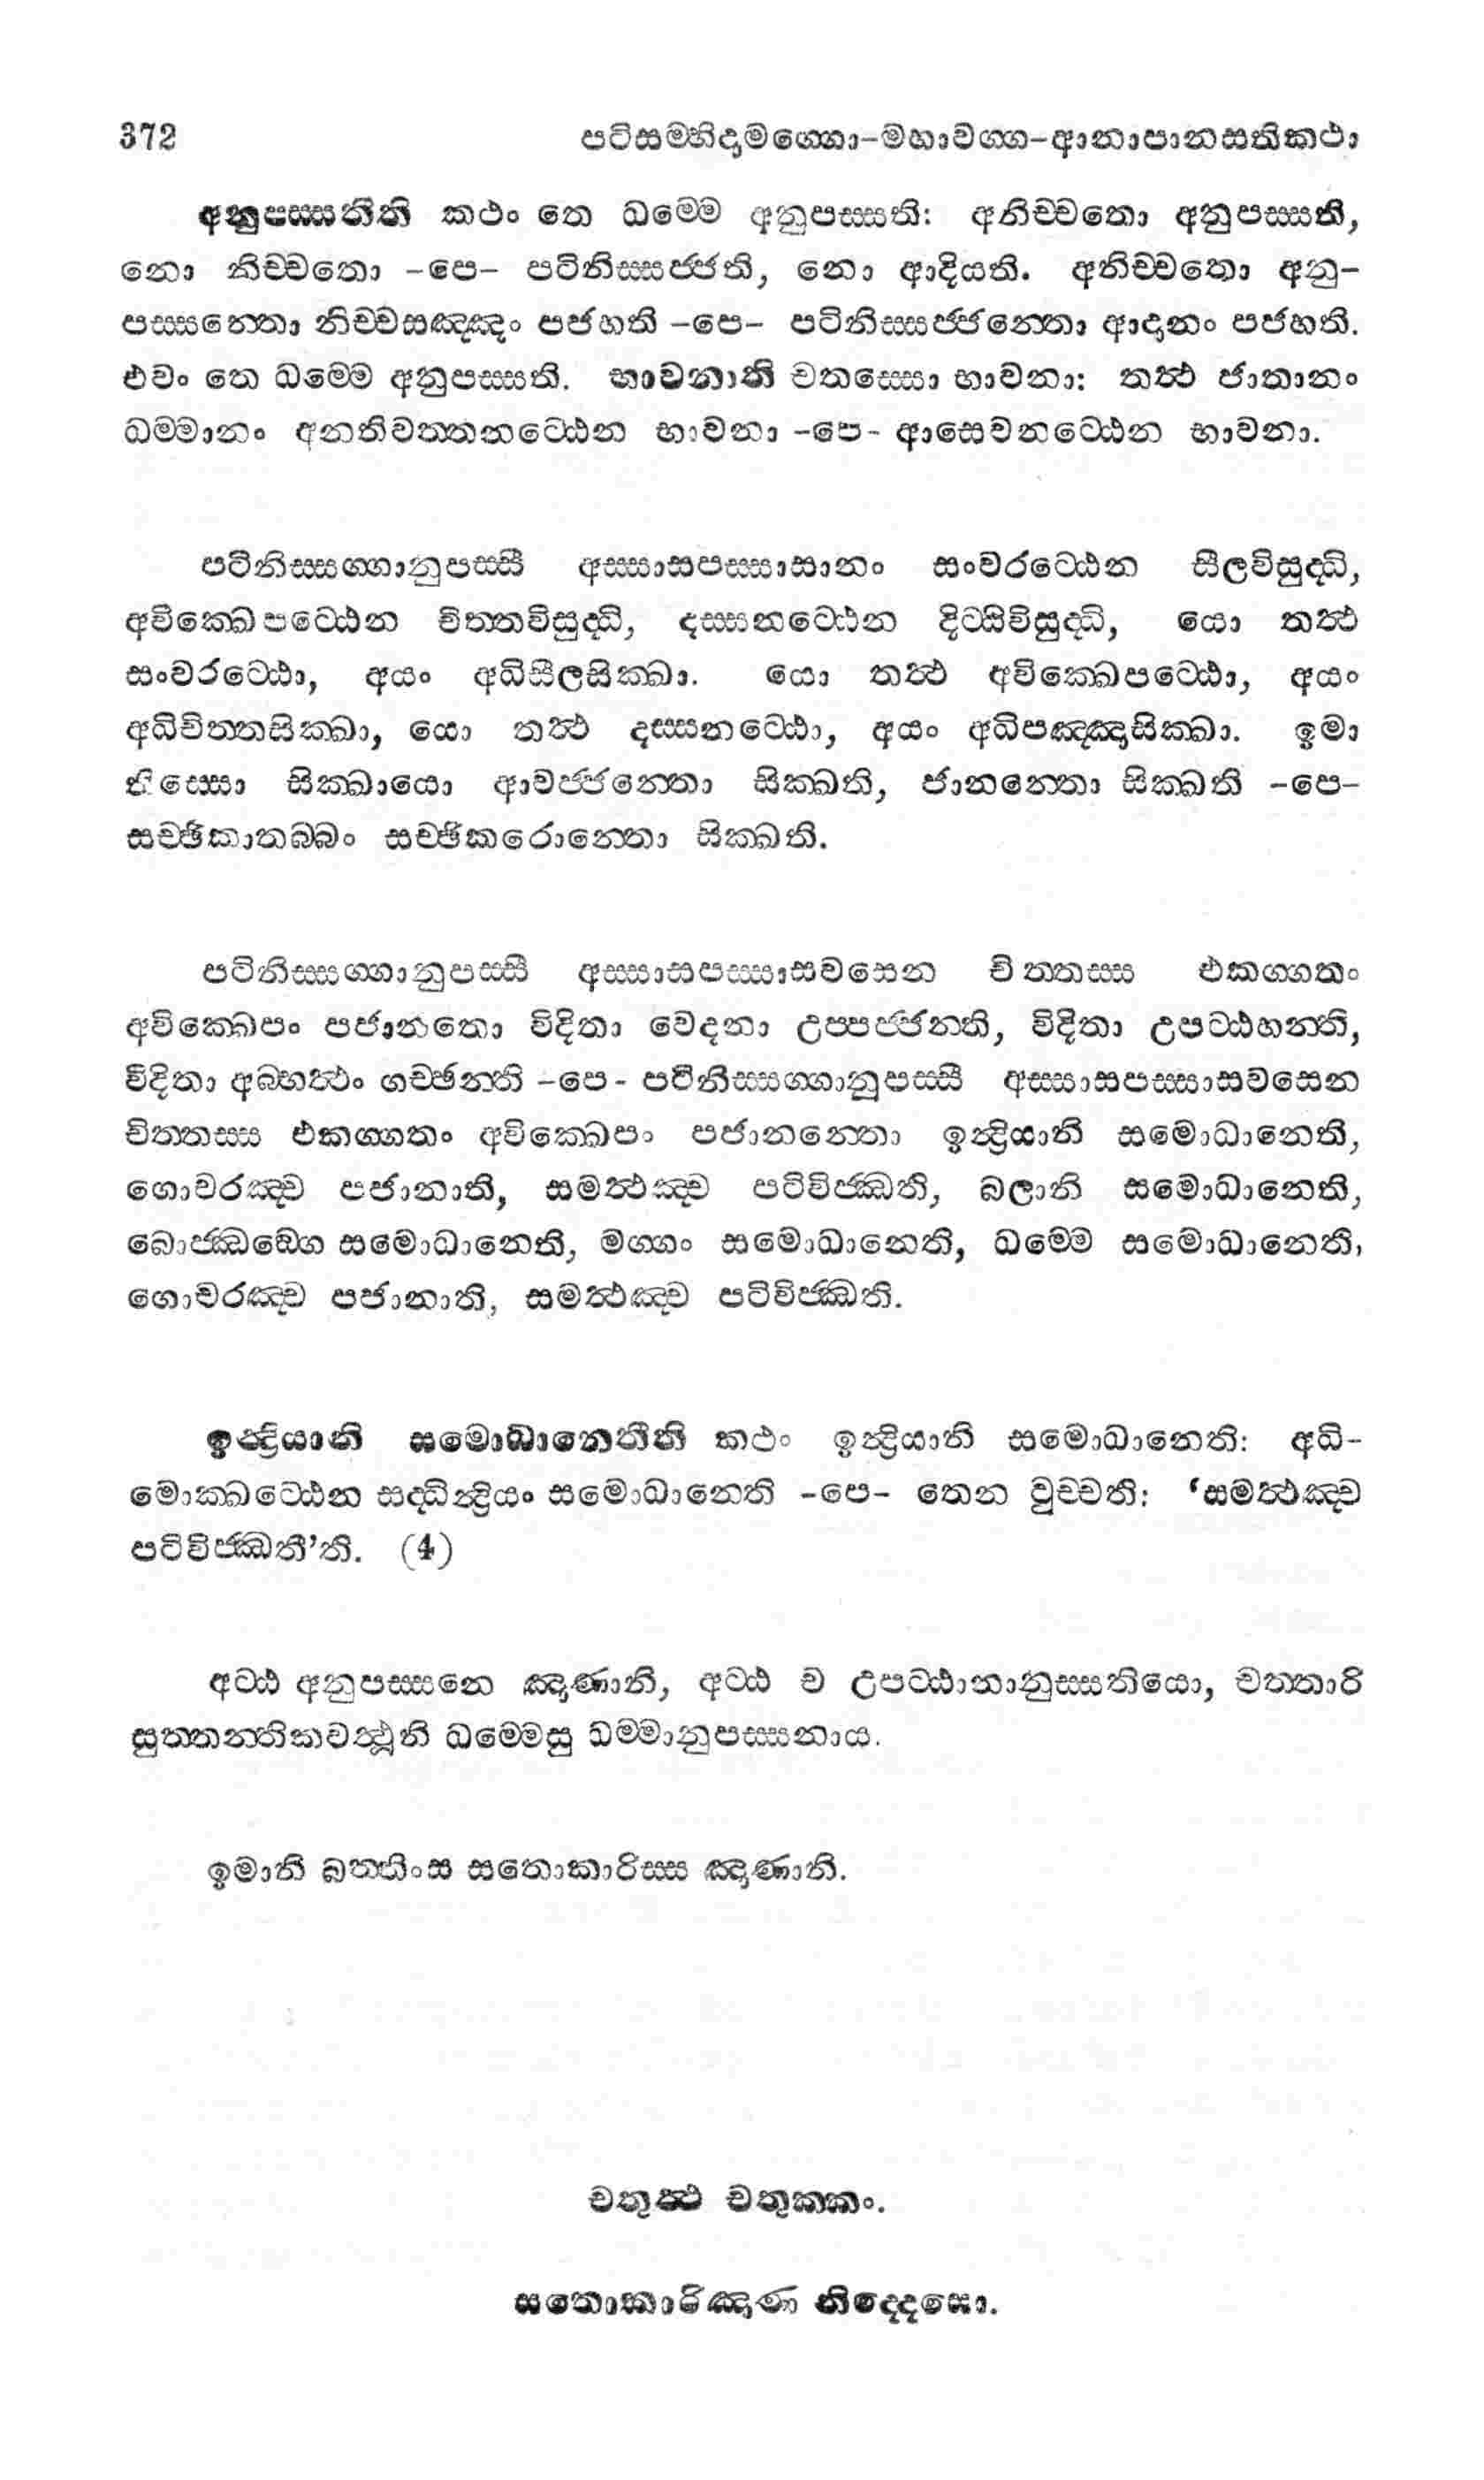 372 පටිසම්භිදාමග්ගො-මහාවග්ග-ආනාපානසතිකථා
අනුපස්සතීති කථං තෙ ධම්මෙ අනුපස්සති: අනිච්චතො අනුපස්සති,
නො නිච්චතො -පෙ- පටිනිස්සජ්ජති, නො ආදියති. අනිච්චතො අනු-
පස්සන්තො නිච්චසඤ්ඤං පජහති -පෙ- පටිනිස්සජ්ජන්තො ආදානං පජහති.
එවං තෙ ධම්මෙ අනුපස්සති. භාවනාති චතස්සො භාවනා: තත්ථ ජාතානං
ධම්මානං අනතිවත්තනට්ඨෙන භාවනා -පෙ- ආසෙවනට්ඨෙන භාවනා.
පටිනිස්සග්ගානුපස්සී අස්සාසපස්සාසානං සංවරට්ඨෙන සීලවිසුද්ධි,
අවික්ඛෙපට්ඨෙන චිත්තවිසුද්ධි, දස්සනට්ඨෙන දිට්ඨිවිසුද්ධි, යො තත්ථ
සංවරට්ඨො, අයං අධිසීලසික්ඛා. යො තත්ථ අවික්ඛෙපට්ඨො, අයං
අධිචිත්තසික්ඛා, යො තත්ථ දස්සනට්ඨො, අයං අධිපඤ්ඤාසික්ඛා. ඉමා
තිස්සො සික්ඛායො ආවජ්ජන්තො සික්ඛති, ජානන්තො සික්ඛති -පෙ-
සච්ඡිකාතබ්බං සච්ඡිකරොන්තො සික්ඛති.
පටිනිස්සග්ගානුපස්සී අස්සාසපස්සාසවසෙන චිත්තස්ස එකග්ගතං
අවික්ඛෙපං පජානතො විදිතා වෙදනා උප්පජ්ජන්ති, විදිතා උපට්ඨහන්ති,
විදිතා අබ්භත්ථං ගච්ඡන්ති -පෙ- පටිනිස්සග්ගානුපස්සී අස්සාසපස්සාසවසෙන
චිත්තස්ස එකග්ගතං අවික්ඛෙපං පජානන්තො ඉන්ද්‍රියානි සමොධානෙති,
ගොචරඤ්ච පජානාති, සමත්ථඤ්ච පටිවිජ්ඣති, බලානි සමොධානෙති,
බොජ්ඣඞ්ගෙ සමොධානෙති, මග්ගං සමොධානෙති, ධම්මෙ සමොධානෙති,
ගොචරඤ්ච පජානාති, සමත්ථඤ්ච පටිවිජ්ඣති.
ඉන්ද්‍රියානි සමොධානෙතීති කථං ඉන්ද්‍රියානි සමොධානෙති: අධි-
මොක්ඛට්ඨෙන සද්ධින්ද්‍රියං සමොධානෙති -පෙ- තෙන වුච්චති: ‘සමත්ථඤ්ච
පටිවිජ්ඣතී’ති. (4)
අට්ඨ අනුපස්සනෙ ඤාණානි, අට්ඨ ච උපට්ඨානානුස්සතියො, චත්තාරි
සුත්තන්තිකවත්ථූනි ධම්මෙසු ධම්මානුපස්සනාය.
ඉමානි බත්තිංස සතොකාරිස්ස ඤාණානි.
චතුත්ථ චතුක්කං.
සතොකාරිඤාණ නිද්දෙසො.